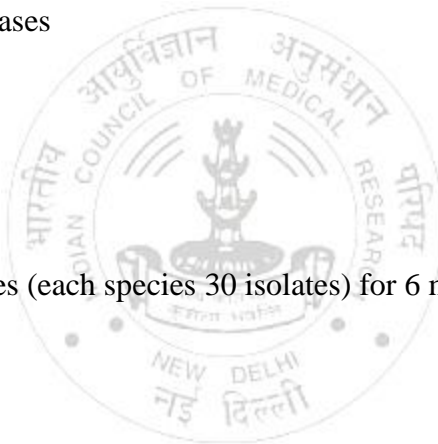 ases
भारतीय आयुर्विज्ञान अनुसंधान परिषद
INDIAN COUNCIL OF MEDICAL RESEARCH
es (each species 30 isolates) for 6 m
NEW DELHI
नई दिल्ली